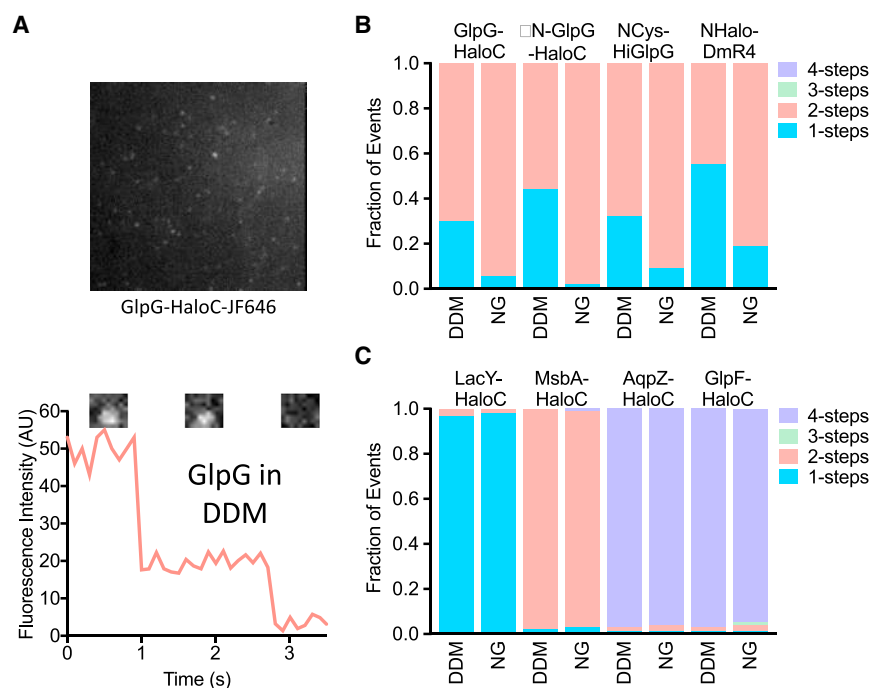 A
GlpG-HaloC-JF646
Fluorescence Intensity (AU)
60
50
40
30
20
10
0
GlpG in
DDM
0
1
2
3
Time (s)
B
GlpG-
HaloC
□N-GlpG
-HaloC
NCys-
HiGlpG
NHalo-
DmR4
Fraction of Events
1.0
0.8
0.6
0.4
0.2
0.0
DDM
NG
DDM
NG
DDM
NG
DDM
NG
4-steps
3-steps
2-steps
1-steps
C
LacY-
HaloC
MsbA-
HaloC
AqpZ-
HaloC
GlpF-
HaloC
Fraction of Events
1.0
0.8
0.6
0.4
0.2
0.0
DDM
NG
DDM
NG
DDM
NG
DDM
NG
4-steps
3-steps
2-steps
1-steps